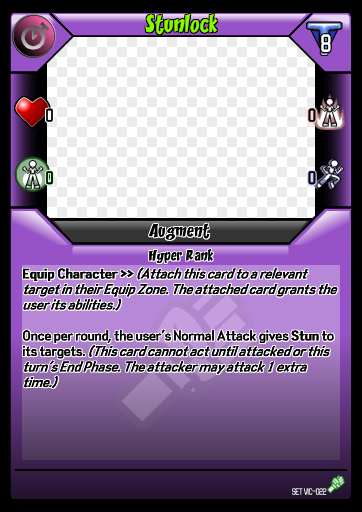 Stunlock
8
0
0
0
0
Augment
Hyper Rank
Equip Character >> (Attach this card to a relevant
target in their Equip Zone. The attached card grants the
user its abilities.)
Once per round, the user's Normal Attack gives Stun to
its targets. (This card cannot act until attacked or this
turn's End Phase. The attacker may attack 1 extra
time.)
SET VIC-022